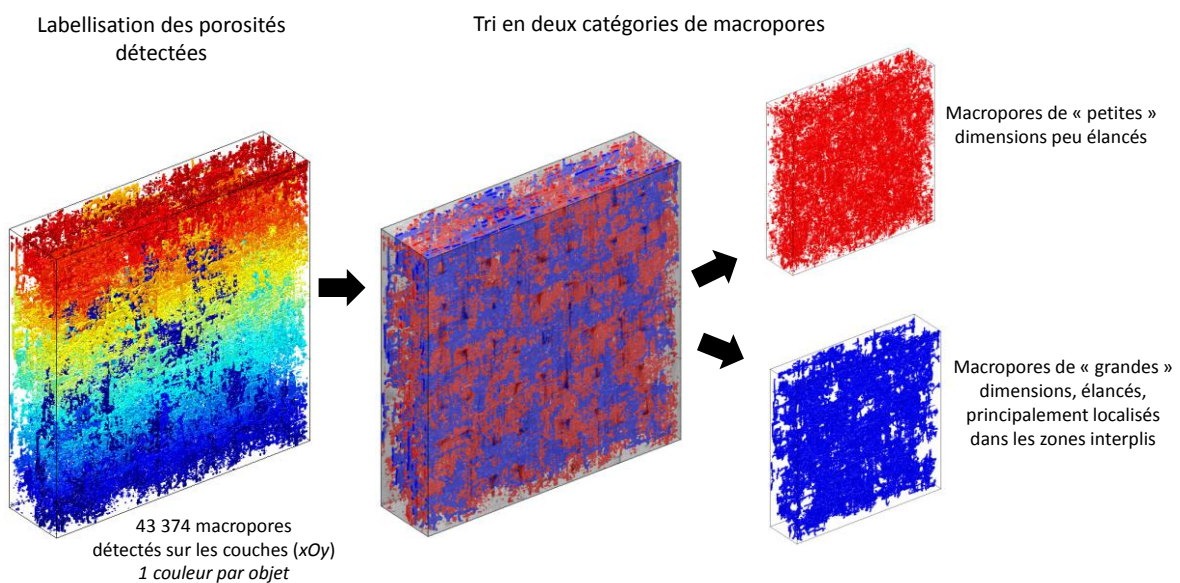 Labellisation des porosités
détectées
Tri en deux catégories de macropores
Macropores de « petites »
dimensions peu élancés
Macropores de « grandes »
dimensions, élancés,
principalement localisés
dans les zones interplis
43 374 macropores
détectés sur les couches (xOy)
1 couleur par objet